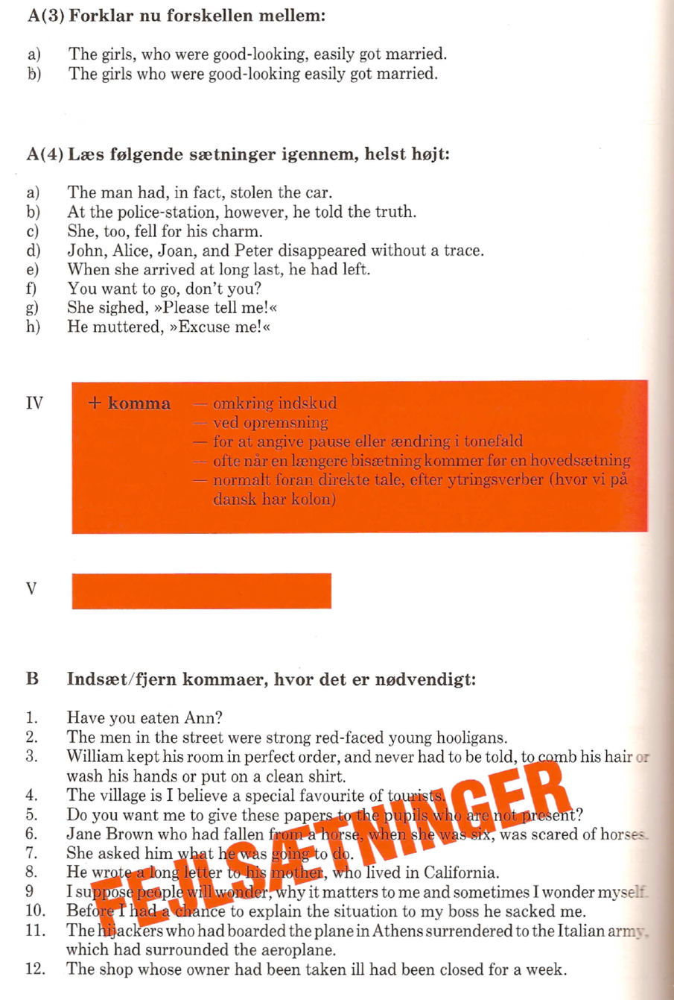 A(3) Forklar nu forskellen mellem:
a) The girls, who were good-looking, easily got married.
b) The girls who were good-looking easily got married.
A(4) Læs følgende sætninger igennem, helst højt:
a) The man had, in fact, stolen the car.
b) At the police-station, however, he told the truth.
c) She, too, fell for his charm.
d) John, Alice, Joan, and Peter disappeared without a trace.
e) When she arrived at long last, he had left.
f) You want to go, don't you?
g) She sighed, »Please tell me!«
h) He muttered, »Excuse me!«
IV + komma — omkring indskud
— ved opremsning
— for at angive pause eller ændring i tonefald
— ofte når en længere bisætning kommer før en hovedsætning
— normalt foran direkte tale, efter ytringsverber (hvor vi på
dansk har kolon)
V
B Indsæt/fjern kommaer, hvor det er nødvendigt:
1. Have you eaten Ann?
2. The men in the street were strong red-faced young hooligans.
3. William kept his room in perfect order, and never had to be told, to comb his hair or
wash his hands or put on a clean shirt.
4. The village is I believe a special favourite of tourists.
5. Do you want me to give these papers to the pupils who are not present?
6. Jane Brown who had fallen from a horse, when she was six, was scared of horses.
7. She asked him what he was going to do.
8. He wrote a long letter to his mother, who lived in California.
9 I suppose people will wonder, why it matters to me and sometimes I wonder myself.
10. Before I had a chance to explain the situation to my boss he sacked me.
11. The hijackers who had boarded the plane in Athens surrendered to the Italian army,
which had surrounded the aeroplane.
12. The shop whose owner had been taken ill had been closed for a week.
FEJLSÆTNINGER